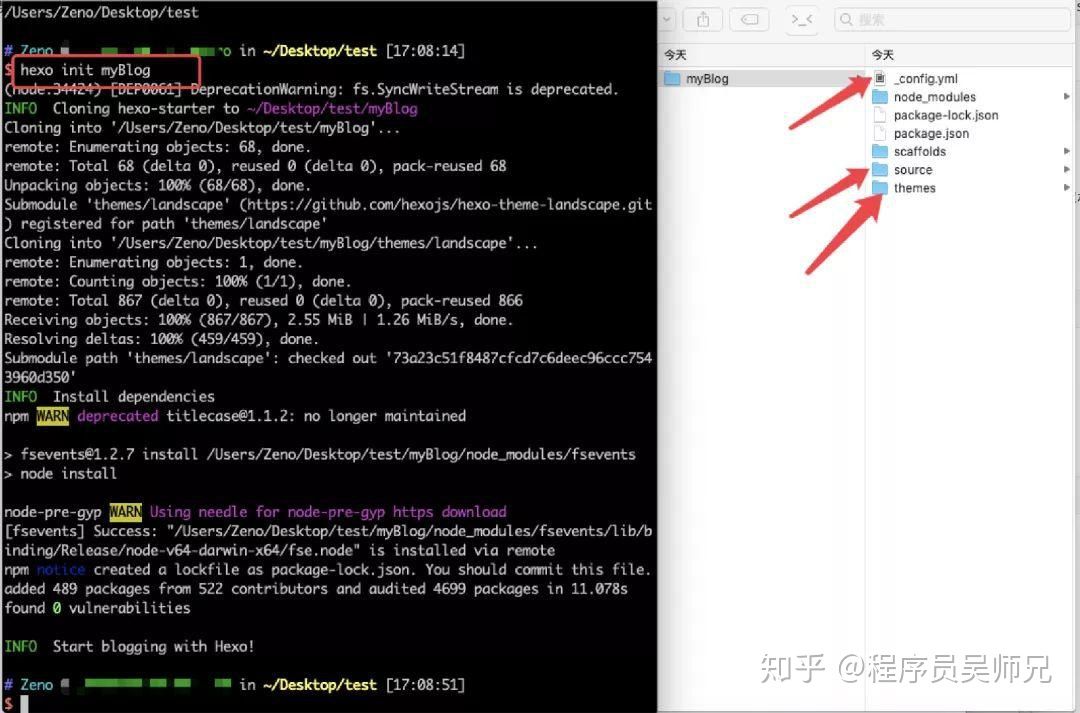 /Users/Zeno/Desktop/test
# Zeno in ~/Desktop/test [17:08:14]
$ hexo init myBlog
(node:34424) [DEP0061] DeprecationWarning: fs.SyncWriteStream is deprecated.
INFO  Cloning hexo-starter to ~/Desktop/test/myBlog
Cloning into '/Users/Zeno/Desktop/test/myBlog'...
remote: Enumerating objects: 68, done.
remote: Total 68 (delta 0), reused 0 (delta 0), pack-reused 68
Unpacking objects: 100% (68/68), done.
Submodule 'themes/landscape' (https://github.com/hexojs/hexo-theme-landscape.git
) registered for path 'themes/landscape'
Cloning into '/Users/Zeno/Desktop/test/myBlog/themes/landscape'...
remote: Enumerating objects: 1, done.
remote: Counting objects: 100% (1/1), done.
remote: Total 867 (delta 0), reused 0 (delta 0), pack-reused 866
Receiving objects: 100% (867/867), 2.55 MiB | 1.26 MiB/s, done.
Resolving deltas: 100% (459/459), done.
Submodule path 'themes/landscape': checked out '73a23c51f8487cfcd7c6deec96ccc754
3960d350'
INFO  Install dependencies
npm WARN deprecated titlecase@1.1.2: no longer maintained
> fsevents@1.2.7 install /Users/Zeno/Desktop/test/myBlog/node_modules/fsevents
> node install
node-pre-gyp WARN Using needle for node-pre-gyp https download
[fsevents] Success: "/Users/Zeno/Desktop/test/myBlog/node_modules/fsevents/lib/b
inding/Release/node-v64-darwin-x64/fse.node" is installed via remote
npm notice created a lockfile as package-lock.json. You should commit this file.
added 489 packages from 522 contributors and audited 4699 packages in 11.078s
found 0 vulnerabilities
INFO  Start blogging with Hexo!
# Zeno in ~/Desktop/test [17:08:51]
$
搜索
今天
myBlog
今天
_config.yml
node_modules
package-lock.json
package.json
scaffolds
source
themes
知乎 @程序员吴师兄